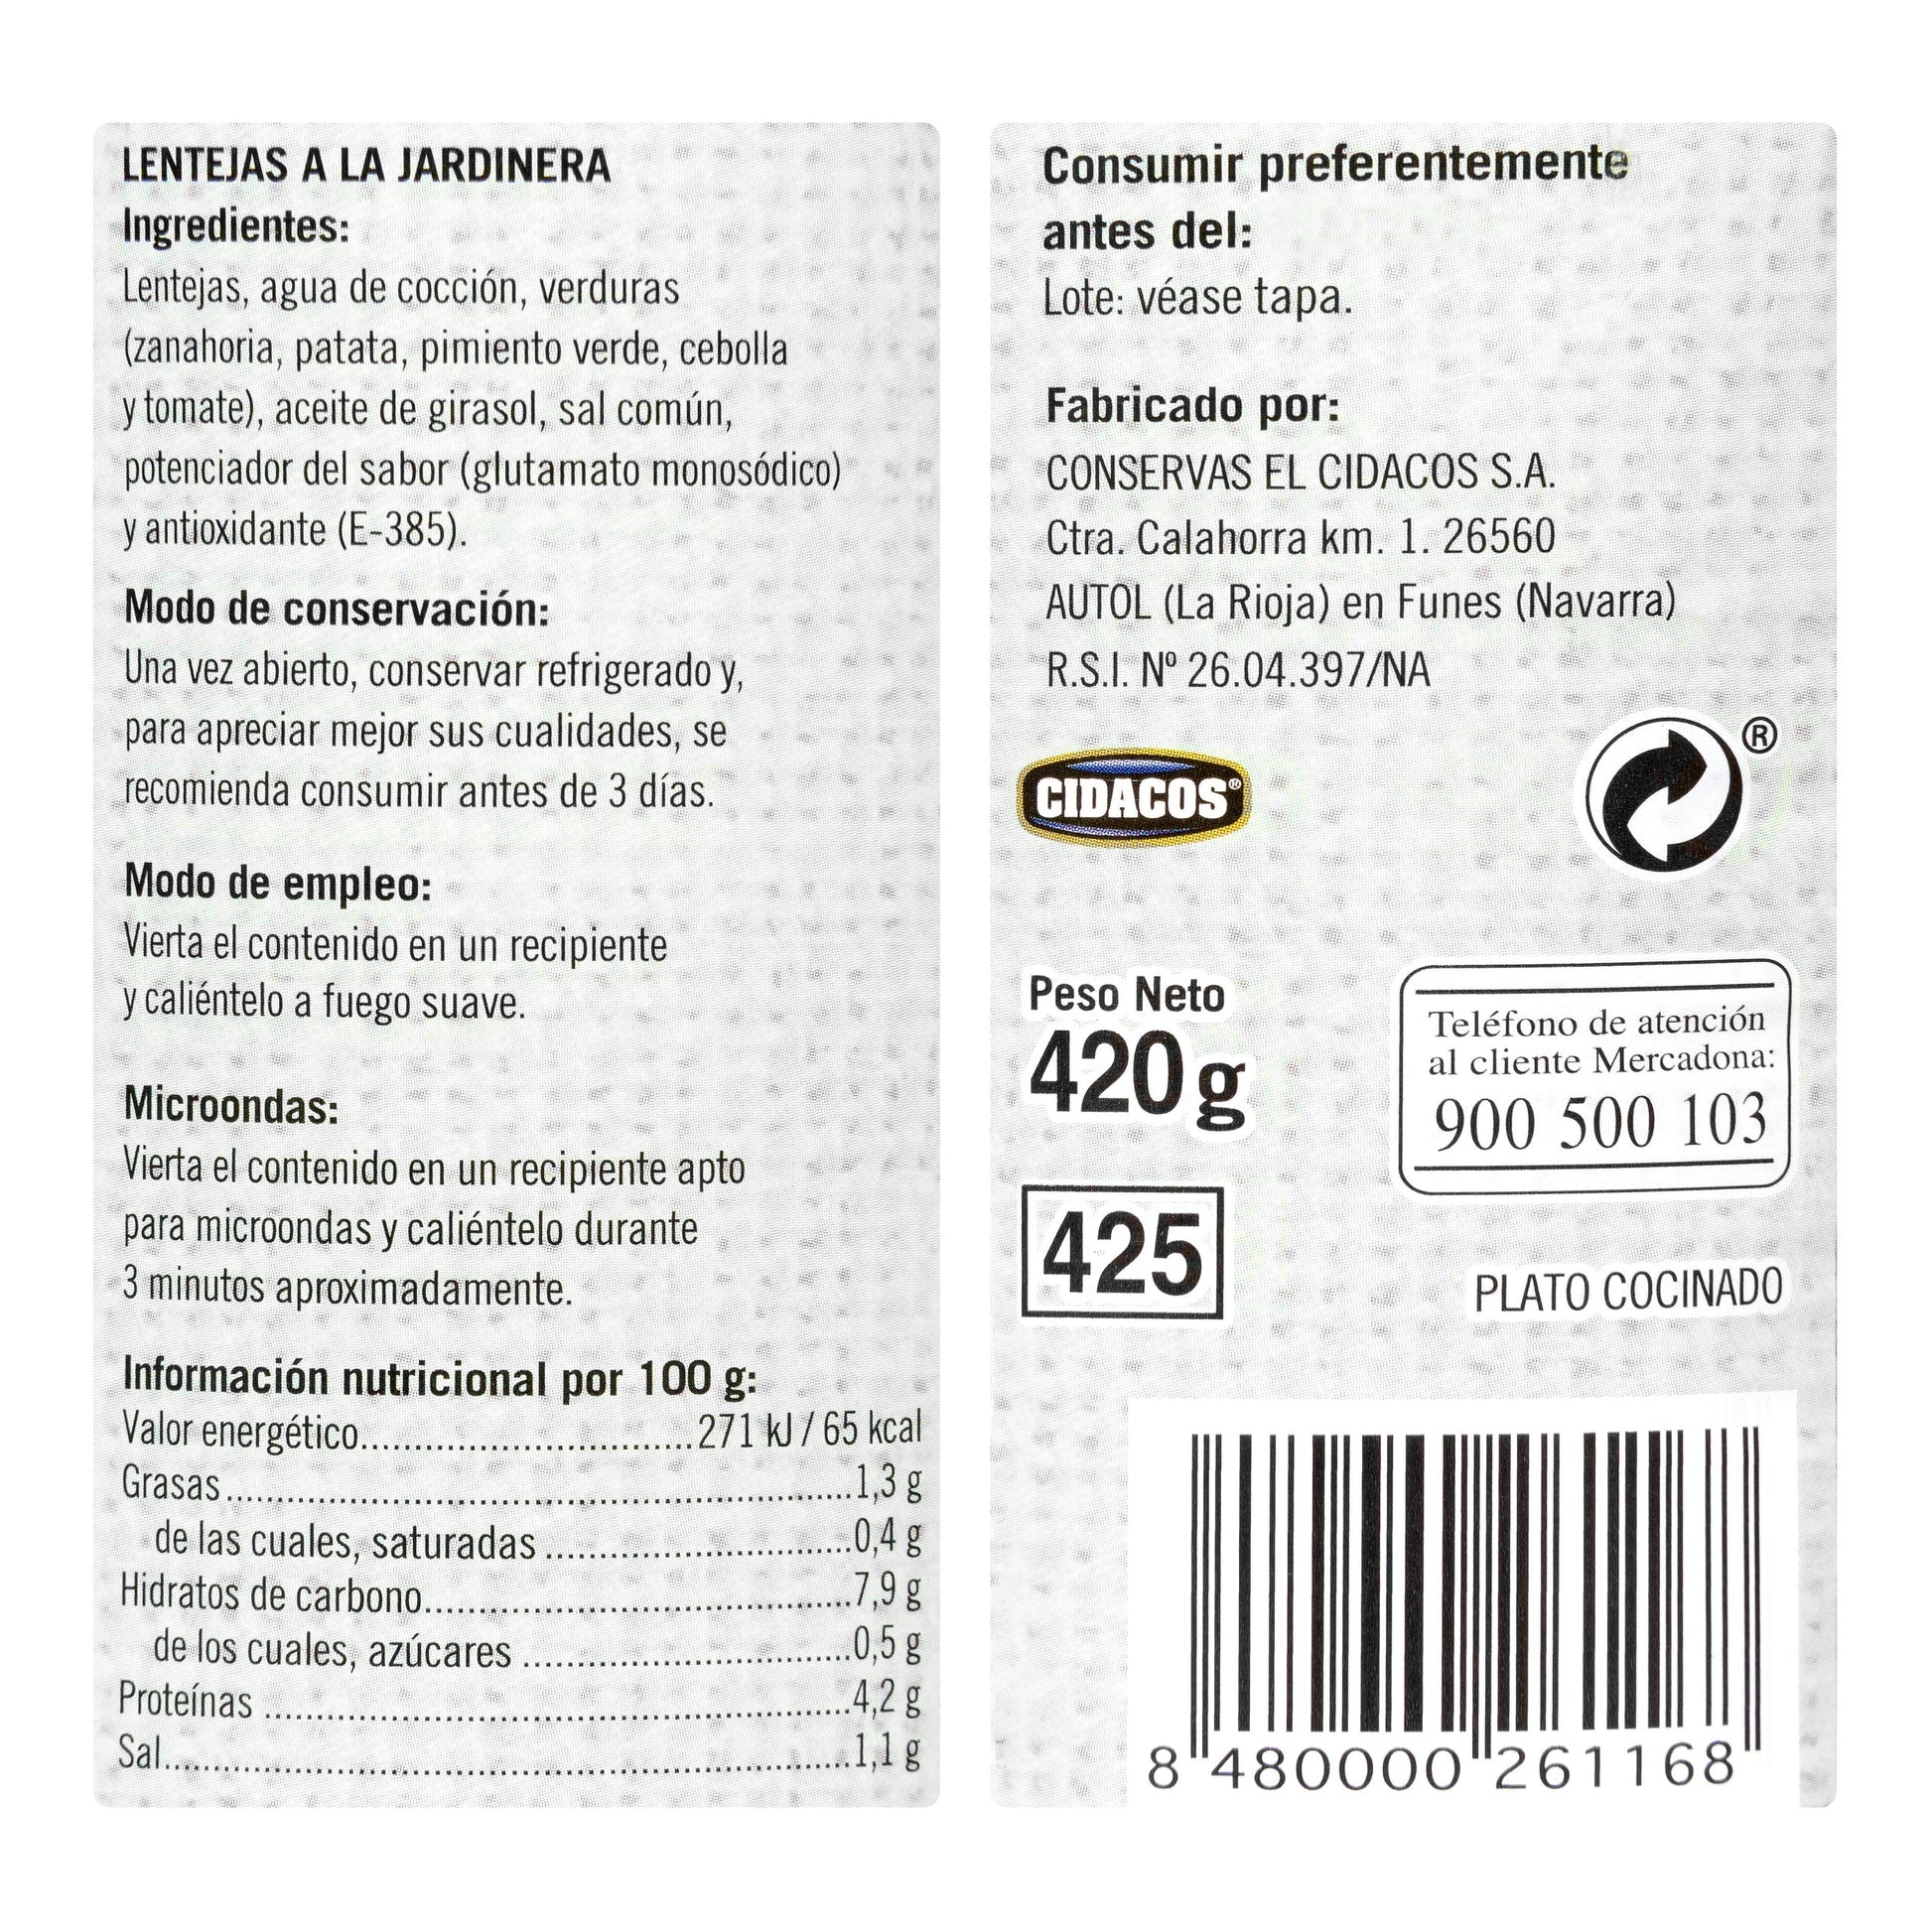 LENTEJAS A LA JARDINERA
Ingredientes:
Lentejas, agua de cocción, verduras
(zanahoria, patata, pimiento verde, cebolla
y tomate), aceite de girasol, sal común,
potenciador del sabor (glutamato monosódico)
y antioxidante (E-385).
Modo de conservación:
Una vez abierto, conservar refrigerado y,
para apreciar mejor sus cualidades, se
recomienda consumir antes de 3 días.
Modo de empleo:
Vierta el contenido en un recipiente
y caliéntelo a fuego suave.
Microondas:
Vierta el contenido en un recipiente apto
para microondas y caliéntelo durante
3 minutos aproximadamente.
Información nutricional por 100 g:
Valor energético.............................271 kJ / 65 kcal
Grasas......................................................1,3 g
de las cuales, saturadas ..........................0,4 g
Hidratos de carbono.....................................7,9 g
de los cuales, azúcares ............................0,5 g
Proteínas ..................................................4,2 g
Sal...........................................................1,1 g
Consumir preferentemente
antes del:
Lote: véase tapa.
Fabricado por:
CONSERVAS EL CIDACOS S.A.
Ctra. Calahorra km. 1. 26560
AUTOL (La Rioja) en Funes (Navarra)
R.S.I. Nº 26.04.397/NA
CIDACOS®
®
Peso Neto
420 g
425
Teléfono de atención
al cliente Mercadona:
900 500 103
PLATO COCINADO
8 480000 261168